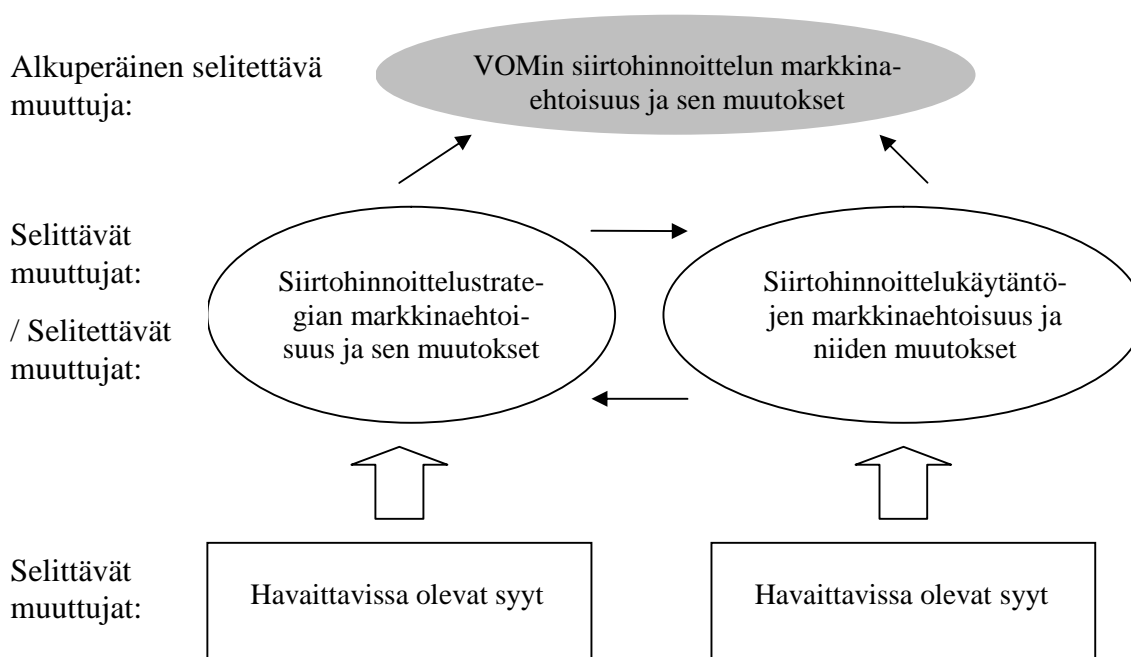 Alkuperäinen selitettävä
muuttuja:
VOMin siirtohinnoittelun markkina-
ehtoisuus ja sen muutokset
Selittävät
muuttujat:
/ Selitettävät
muuttujat:
Siirtohinnoittelustrate-
gian markkinaehtoi-
suus ja sen muutokset
Siirtohinnoittelukäytäntö-
jen markkinaehtoisuus ja
niiden muutokset
Selittävät
muuttujat:
Havaittavissa olevat syyt
Havaittavissa olevat syyt